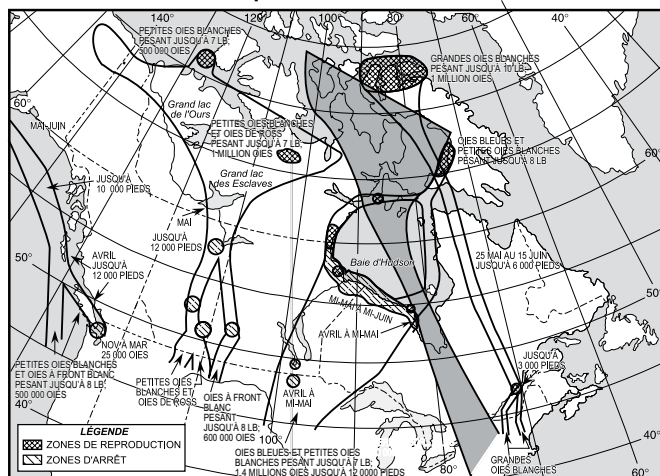 140°
120°
110°
100°
90°
80°
70°
60°
PETITES OIES BLANCHES
PESANT JUSQU'À 7 LB;
500 000 OIES
GRANDES OIES BLANCHES
PESANT JUSQU'À 10 LB;
1 MILLION OIES
Grand lac
de l'Ours
60°
MAI-JUIN
PETITES OIES BLANCHES
ET OIES DE ROSS
PESANT JUSQU'À 7 LB;
1 MILLION OIES
OIES BLEUES ET
PETITES OIES BLANCHES
PESANT JUSQU'À 8 LB
60°
Grand lac
des Esclaves
JUSQU'À
10 000 PIEDS
MAI
JUSQU'À
12 000 PIEDS
Baie d'Hudson
25 MAI AU 15 JUIN
JUSQU'À 6 000 PIEDS
50°
AVRIL
JUSQU'À
12 000 PIEDS
MI-MAI À MI-JUIN
AVRIL À MI-MAI
50°
NOV À MAR
25 000 OIES
JUSQU'À
3 000 PIEDS
PETITES OIES BLANCHES
ET OIES À FRONT BLANC
PESANT JUSQU'À 8 LB;
500 000 OIES
PETITES OIES
BLANCHES ET
OIES DE ROSS
OIES À FRONT
BLANC
PESANT
JUSQU'À 8 LB;
600 000 OIES
AVRIL À
MI-MAI
40°
40°
100°
OIES BLEUES ET PETITES OIES
BLANCHES PESANT JUSQU'À 7 LB;
1,4 MILLIONS OIES JUSQU'À 12 0000 PIEDS
80°
GRANDES
OIES BLANCHES
LÉGENDE
ZONES DE REPRODUCTION
ZONES D'ARRÊT